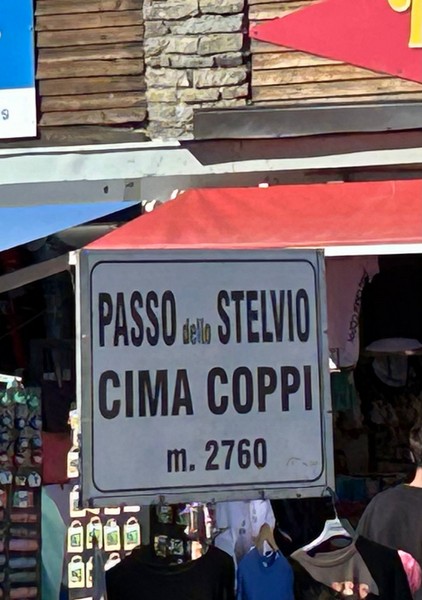 PASSO dello STELVIO
CIMA COPPI
m. 2760